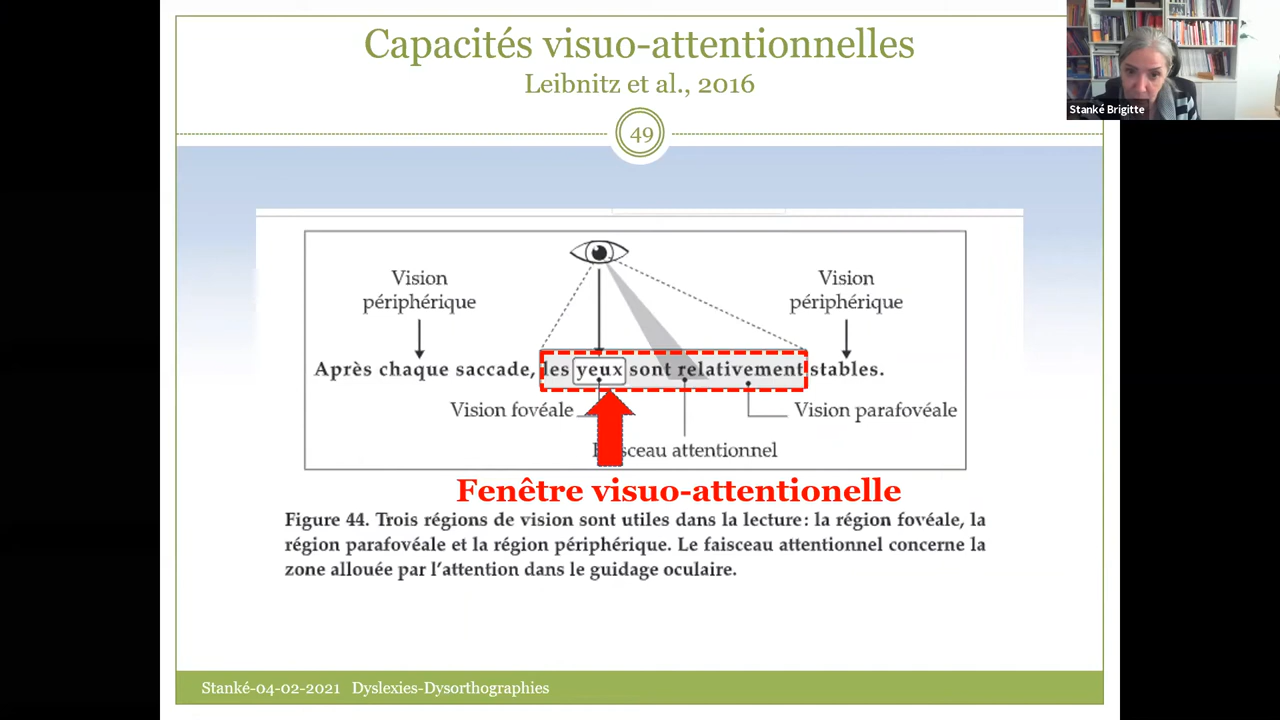 Capacités visuo-attentionnelles
Leibnitz et al., 2016
Stanké Brigitte
49
Vision
périphérique
Vision
périphérique
Après chaque saccade, les yeux sont relativement stables.
Vision fovéale
Vision parafovéale
attentionnel
Fenêtre visuo-attentionelle
Figure 44. Trois régions de vision sont utiles dans la lecture : la région fovéale, la
région parafovéale et la région périphérique. Le faisceau attentionnel concerne la
zone allouée par l'attention dans le guidage oculaire.
Stanké-04-02-2021 Dyslexies-Dysorthographies